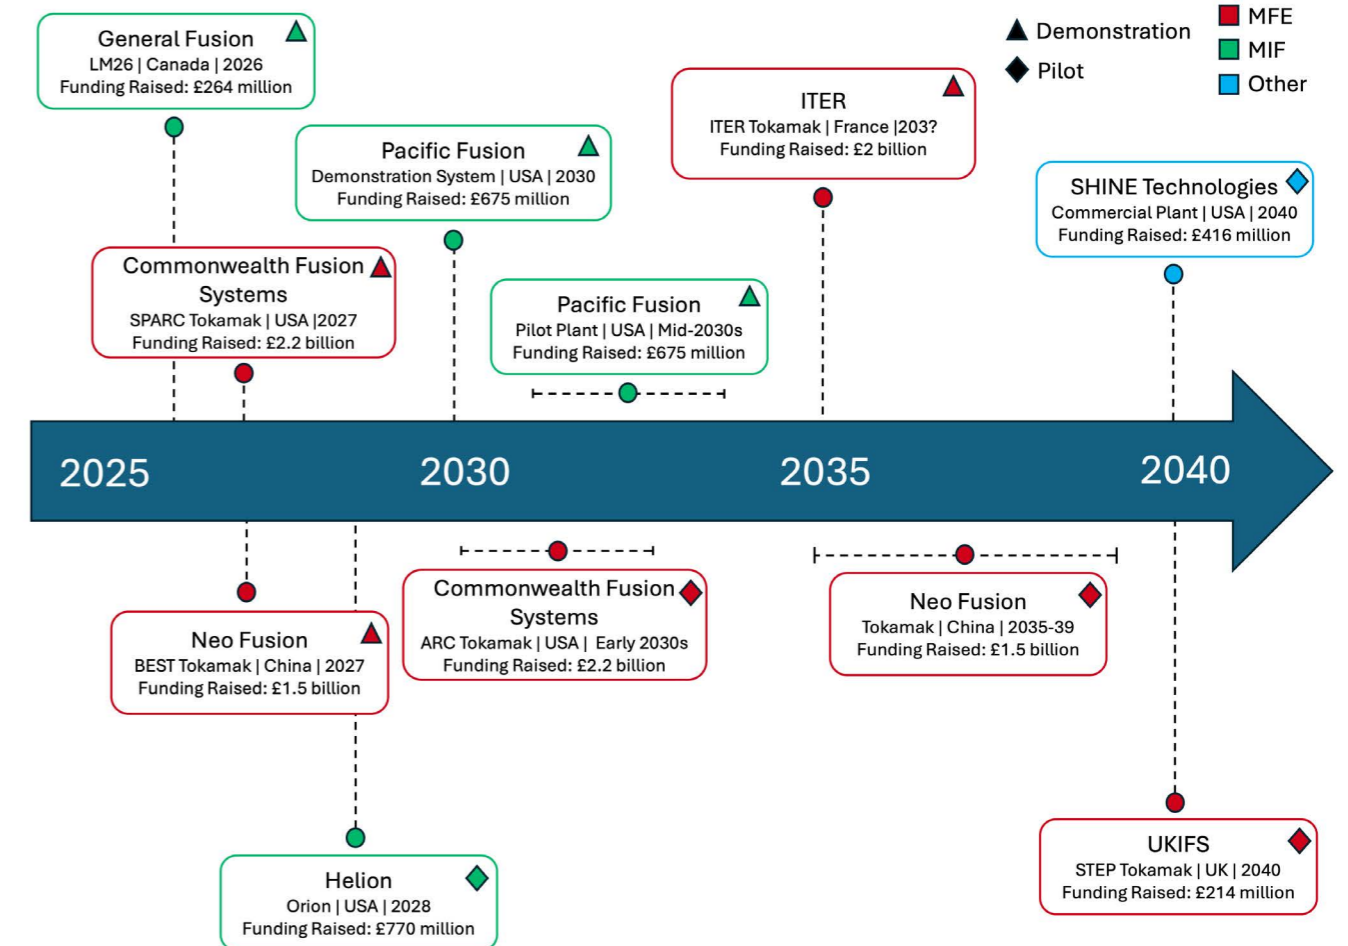 General Fusion
LM26 | Canada | 2026
Funding Raised: £264 million
Demonstration
Pilot
MFE
MIF
Other
Pacific Fusion
Demonstration System | USA | 2030
Funding Raised: £675 million
ITER
ITER Tokamak | France |203?
Funding Raised: £2 billion
SHINE Technologies
Commercial Plant | USA | 2040
Funding Raised: £416 million
Commonwealth Fusion
Systems
SPARC Tokamak | USA |2027
Funding Raised: £2.2 billion
Pacific Fusion
Pilot Plant | USA | Mid-2030s
Funding Raised: £675 million
2025
2030
2035
2040
Neo Fusion
BEST Tokamak | China | 2027
Funding Raised: £1.5 billion
Commonwealth Fusion
Systems
ARC Tokamak | USA | Early 2030s
Funding Raised: £2.2 billion
Neo Fusion
Tokamak | China | 2035-39
Funding Raised: £1.5 billion
Helion
Orion | USA | 2028
Funding Raised: £770 million
UKIFS
STEP Tokamak | UK | 2040
Funding Raised: £214 million